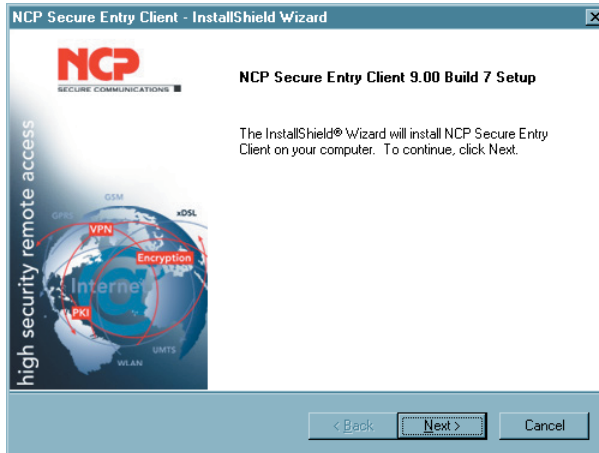 NCP Secure Entry Client - InstallShield Wizard
NCP
SECURE COMMUNICATIONS
NCP Secure Entry Client 9.00 Build 7 Setup
The InstallShield® Wizard will install NCP Secure Entry
Client on your computer. To continue, click Next.
high security remote access
GSM
GPRS
xDSL
VPN
Encryption
Internet
PKI
UMTS
WLAN
< Back
Next >
Cancel